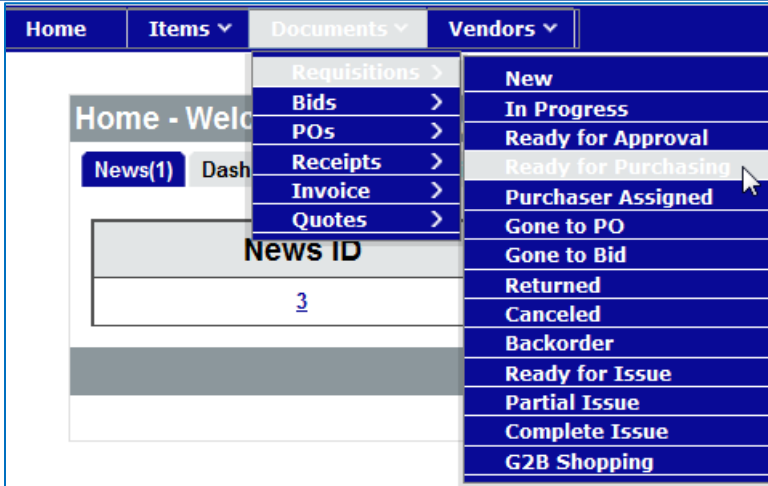 Home Items Documents Vendors
Requisitions
Bids
POs
Receipts
Invoice
Quotes
New
In Progress
Ready for Approval
Ready for Purchasing
Purchaser Assigned
Gone to PO
Gone to Bid
Returned
Canceled
Backorder
Ready for Issue
Partial Issue
Complete Issue
G2B Shopping
Home - Welc
News(1) Dash
News ID
3